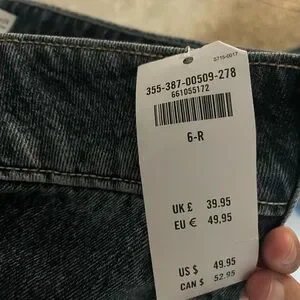 S715-0017
355-387-00509-278
661055172
6-R
UK £ 39.95
EU € 49,95
US $ 49.95
CAN $ 52.95